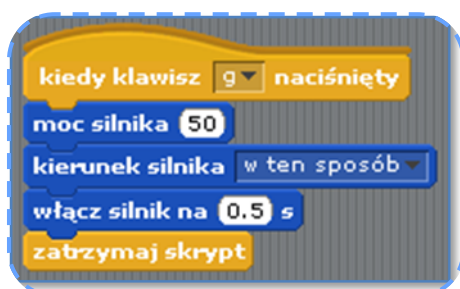 kiedy klawisz g naciśnięty
moc silnika 50
kierunek silnika w ten sposób
włącz silnik na 0.5 s
zatrzymaj skrypt